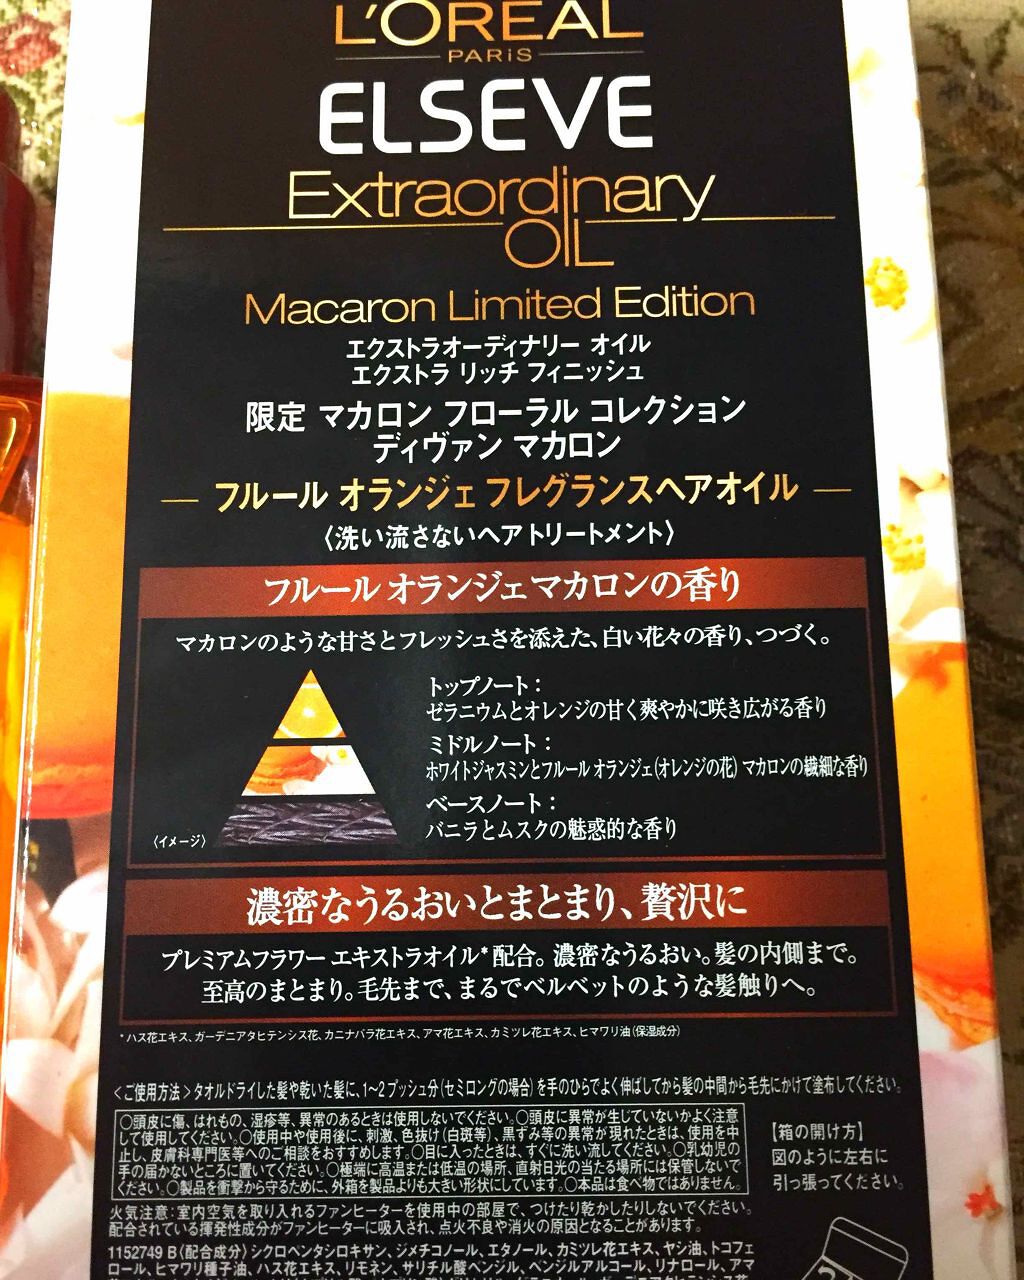 L'ORÉAL
PARiS
ELSEVE
Extraordinary
OIL
Macaron Limited Edition
エクストラオーディナリー オイル
エクストラ リッチ フィニッシュ
限定 マカロン フローラル コレクション
ディヴァン マカロン
― フルール オランジェ フレグランスヘアオイル ―
〈洗い流さないヘアトリートメント〉
フルール オランジェ マカロンの香り
マカロンのような甘さとフレッシュさを添えた、白い花々の香り、つづく。
トップノート：
ゼラニウムとオレンジの甘く爽やかに咲き広がる香り
ミドルノート：
ホワイトジャスミンとフルール オランジェ(オレンジの花) マカロンの繊細な香り
ベースノート：
バニラとムスクの魅惑的な香り
〈イメージ〉
濃密なうるおいとまとまり、贅沢に
プレミアムフラワー エキストラオイル*配合。濃密なうるおい。髪の内側まで。
至高のまとまり。毛先まで、まるでベルベットのような髪触りへ。
*ハス花エキス、ガーデニアタヒテンシス花、カニナバラ花エキス、アマ花エキス、カミツレ花エキス、ヒマワリ油(保湿成分)
<ご使用方法>タオルドライした髪や乾いた髪に、1～2プッシュ分(セミロングの場合)を手のひらでよく伸ばしてから髪の中間から毛先にかけて塗布してください。
○頭皮に傷、はれもの、湿疹等、異常のあるときは使用しないでください。○頭皮に異常が生じていないかよく注意
して使用してください。○使用中や使用後に、刺激、色抜け(白斑等)、黒ずみ等の異常が現れたときは、使用を中
止し、皮膚科専門医等へのご相談をおすすめします。○目に入ったときは、すぐに洗い流してください。○乳幼児の
手の届かないところに置いてください。○極端に高温または低温の場所、直射日光の当たる場所には保管しないで
ください。○製品を衝撃から守るために、外箱を製品よりも大きい形状にしています。○本品は食べ物ではありません。
【箱の開け方】
図のように左右に
引っ張ってください。
火気注意：室内空気を取り入れるファンヒーターを使用中の部屋で、つけたり乾かしたりしないでください。
配合されている揮発性成分がファンヒーターに吸入され、点火不良や消火の原因となることがあります。
1152749 B〈配合成分〉シクロペンタシロキサン、ジメチコノール、エタノール、カミツレ花エキス、ヤシ油、トコフェ
ロール、ヒマワリ種子油、ハス花エキス、リモネン、サリチル酸ベンジル、ベンジルアルコール、リナロール、アマ